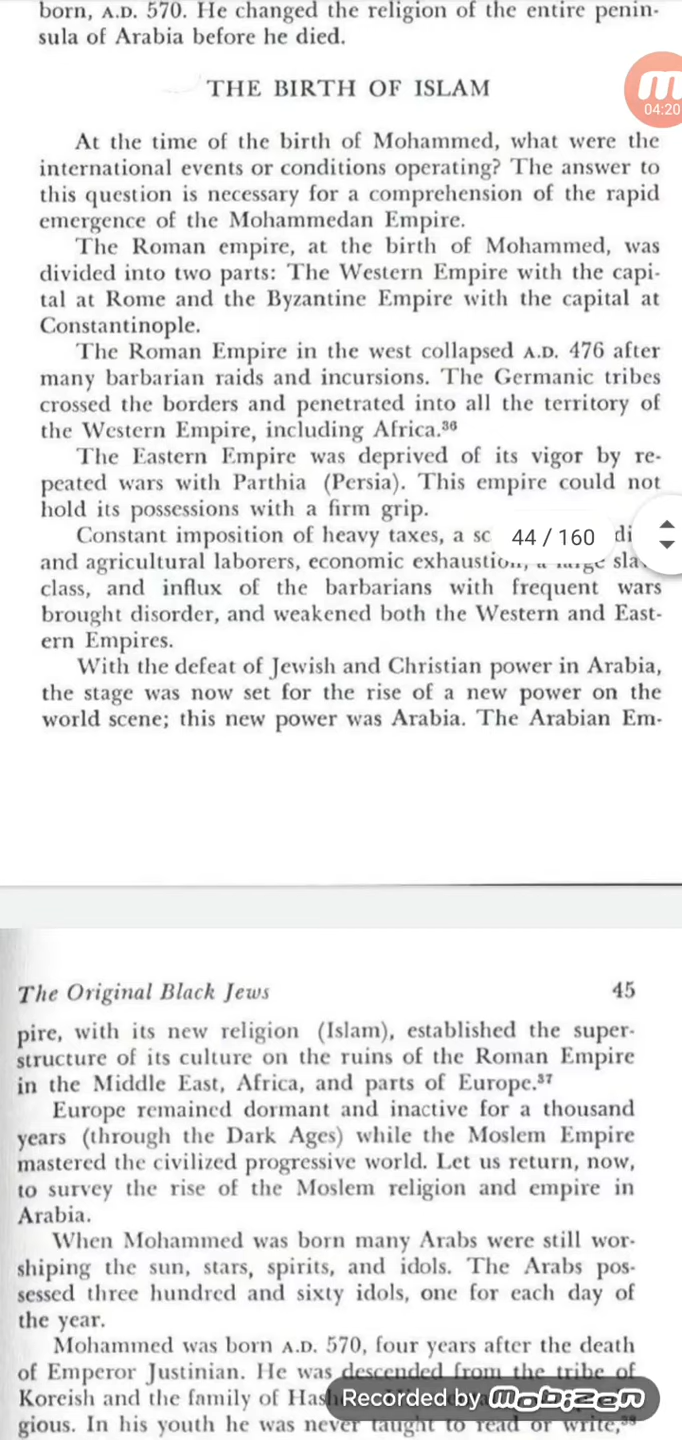 born, A.D. 570. He changed the religion of the entire penin-
sula of Arabia before he died.
THE BIRTH OF ISLAM
04:20
At the time of the birth of Mohammed, what were the
international events or conditions operating? The answer to
this question is necessary for a comprehension of the rapid
emergence of the Mohammedan Empire.
The Roman empire, at the birth of Mohammed, was
divided into two parts: The Western Empire with the capi-
tal at Rome and the Byzantine Empire with the capital at
Constantinople.
The Roman Empire in the west collapsed A.D. 476 after
many barbarian raids and incursions. The Germanic tribes
crossed the borders and penetrated into all the territory of
the Western Empire, including Africa.³⁶
The Eastern Empire was deprived of its vigor by re-
peated wars with Parthia (Persia). This empire could not
hold its possessions with a firm grip.
Constant imposition of heavy taxes, a
44 / 160
and agricultural laborers, economic exhaustion, a large
class, and influx of the barbarians with frequent wars
brought disorder, and weakened both the Western and East-
ern Empires.
With the defeat of Jewish and Christian power in Arabia,
the stage was now set for the rise of a new power on the
world scene; this new power was Arabia. The Arabian Em-
The Original Black Jews 45
pire, with its new religion (Islam), established the super-
structure of its culture on the ruins of the Roman Empire
in the Middle East, Africa, and parts of Europe.³⁷
Europe remained dormant and inactive for a thousand
years (through the Dark Ages) while the Moslem Empire
mastered the civilized progressive world. Let us return, now,
to survey the rise of the Moslem religion and empire in
Arabia.
When Mohammed was born many Arabs were still wor-
shiping the sun, stars, spirits, and idols. The Arabs pos-
sessed three hundred and sixty idols, one for each day of
the year.
Mohammed was born A.D. 570, four years after the death
of Emperor Justinian. He was descended from the tribe of
Koreish and the family of
Recorded by Mobizen
gious. In his youth he was never taught to read or write,³⁸